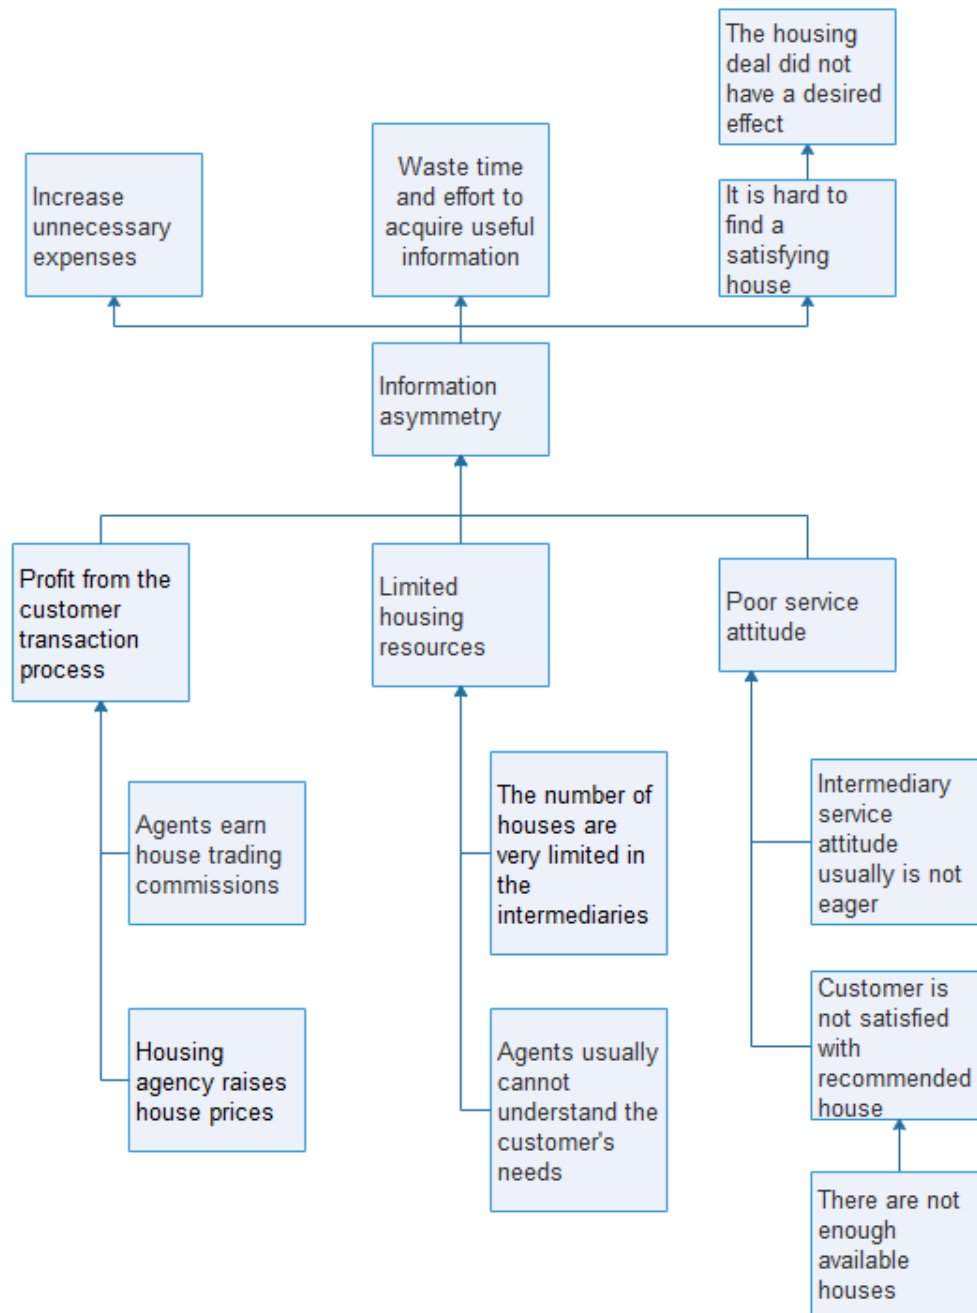 The housing
deal did not
have a desired
effect
Increase
unnecessary
expenses
Waste time
and effort to
acquire useful
information
It is hard to
find a
satisfying
house
Information
asymmetry
Profit from the
customer
transaction
process
Limited
housing
resources
Poor service
attitude
Agents earn
house trading
commissions
The number of
houses are
very limited in
the
intermediaries
Intermediary
service
attitude
usually is not
eager
Housing
agency raises
house prices
Agents usually
cannot
understand the
customer's
needs
Customer is
not satisfied
with
recommended
house
There are not
enough
available
houses